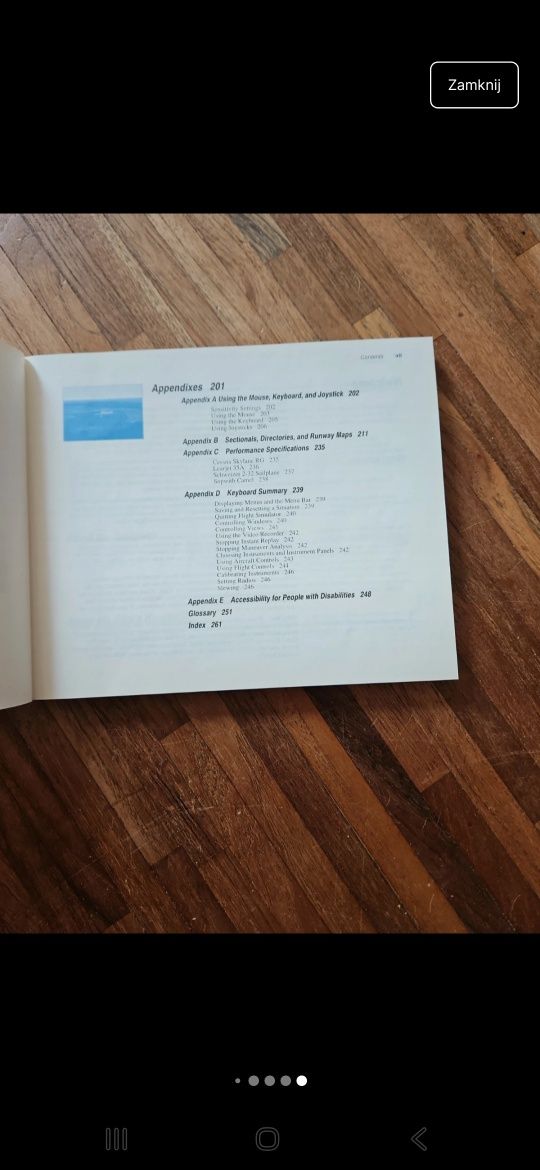 Zamknij
Contents vii
Appendixes 201
Appendix A Using the Mouse, Keyboard, and Joystick 202
Sensitivity Settings 202
Using the Mouse 203
Using the Keyboard 205
Using Joysticks 206
Appendix B Sectionals, Directories, and Runway Maps 211
Appendix C Performance Specifications 235
Cessna Skylane RG 235
Learjet 35A 236
Schweizer 2-32 Sailplane 237
Sopwith Camel 238
Appendix D Keyboard Summary 239
Displaying Menus and the Menu Bar 239
Saving and Resetting a Situation 239
Quitting Flight Simulator 240
Controlling Windows 240
Controlling Views 241
Using the Video Recorder 242
Stopping Instant Replay 242
Stopping Maneuver Analysis 242
Choosing Instruments and Instrument Panels 242
Using Aircraft Controls 243
Using Flight Controls 244
Calibrating Instruments 246
Setting Radios 246
Slewing 246
Appendix E Accessibility for People with Disabilities 248
Glossary 251
Index 261